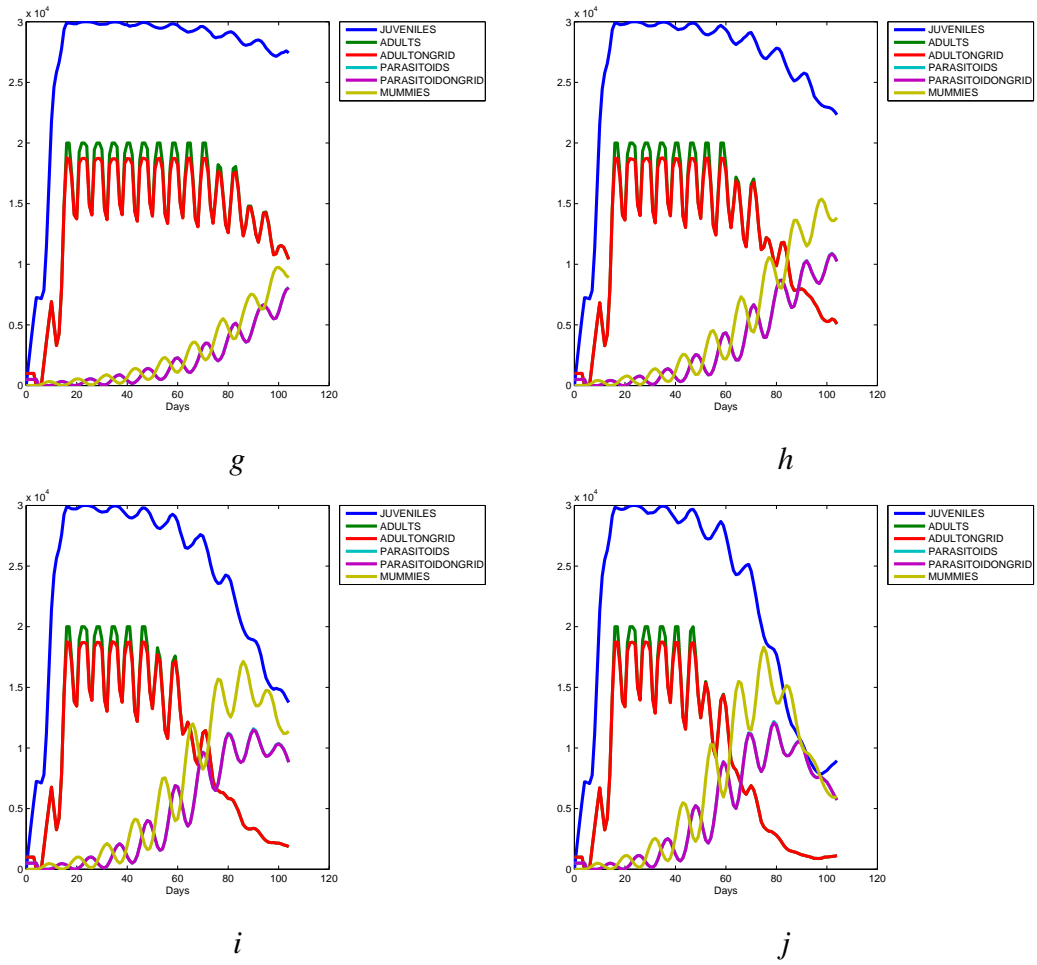 x 10^4
3
2.5
2
1.5
1
0.5
0
0 20 40 60 80 100 120
Days
JUVENILES
ADULTS
ADULTONGRID
PARASITOIDS
PARASITOIDONGRID
MUMMIES
g
x 10^4
3
2.5
2
1.5
1
0.5
0
0 20 40 60 80 100 120
Days
JUVENILES
ADULTS
ADULTONGRID
PARASITOIDS
PARASITOIDONGRID
MUMMIES
h
x 10^4
3
2.5
2
1.5
1
0.5
0
0 20 40 60 80 100 120
Days
JUVENILES
ADULTS
ADULTONGRID
PARASITOIDS
PARASITOIDONGRID
MUMMIES
i
x 10^4
3
2.5
2
1.5
1
0.5
0
0 20 40 60 80 100 120
Days
JUVENILES
ADULTS
ADULTONGRID
PARASITOIDS
PARASITOIDONGRID
MUMMIES
j